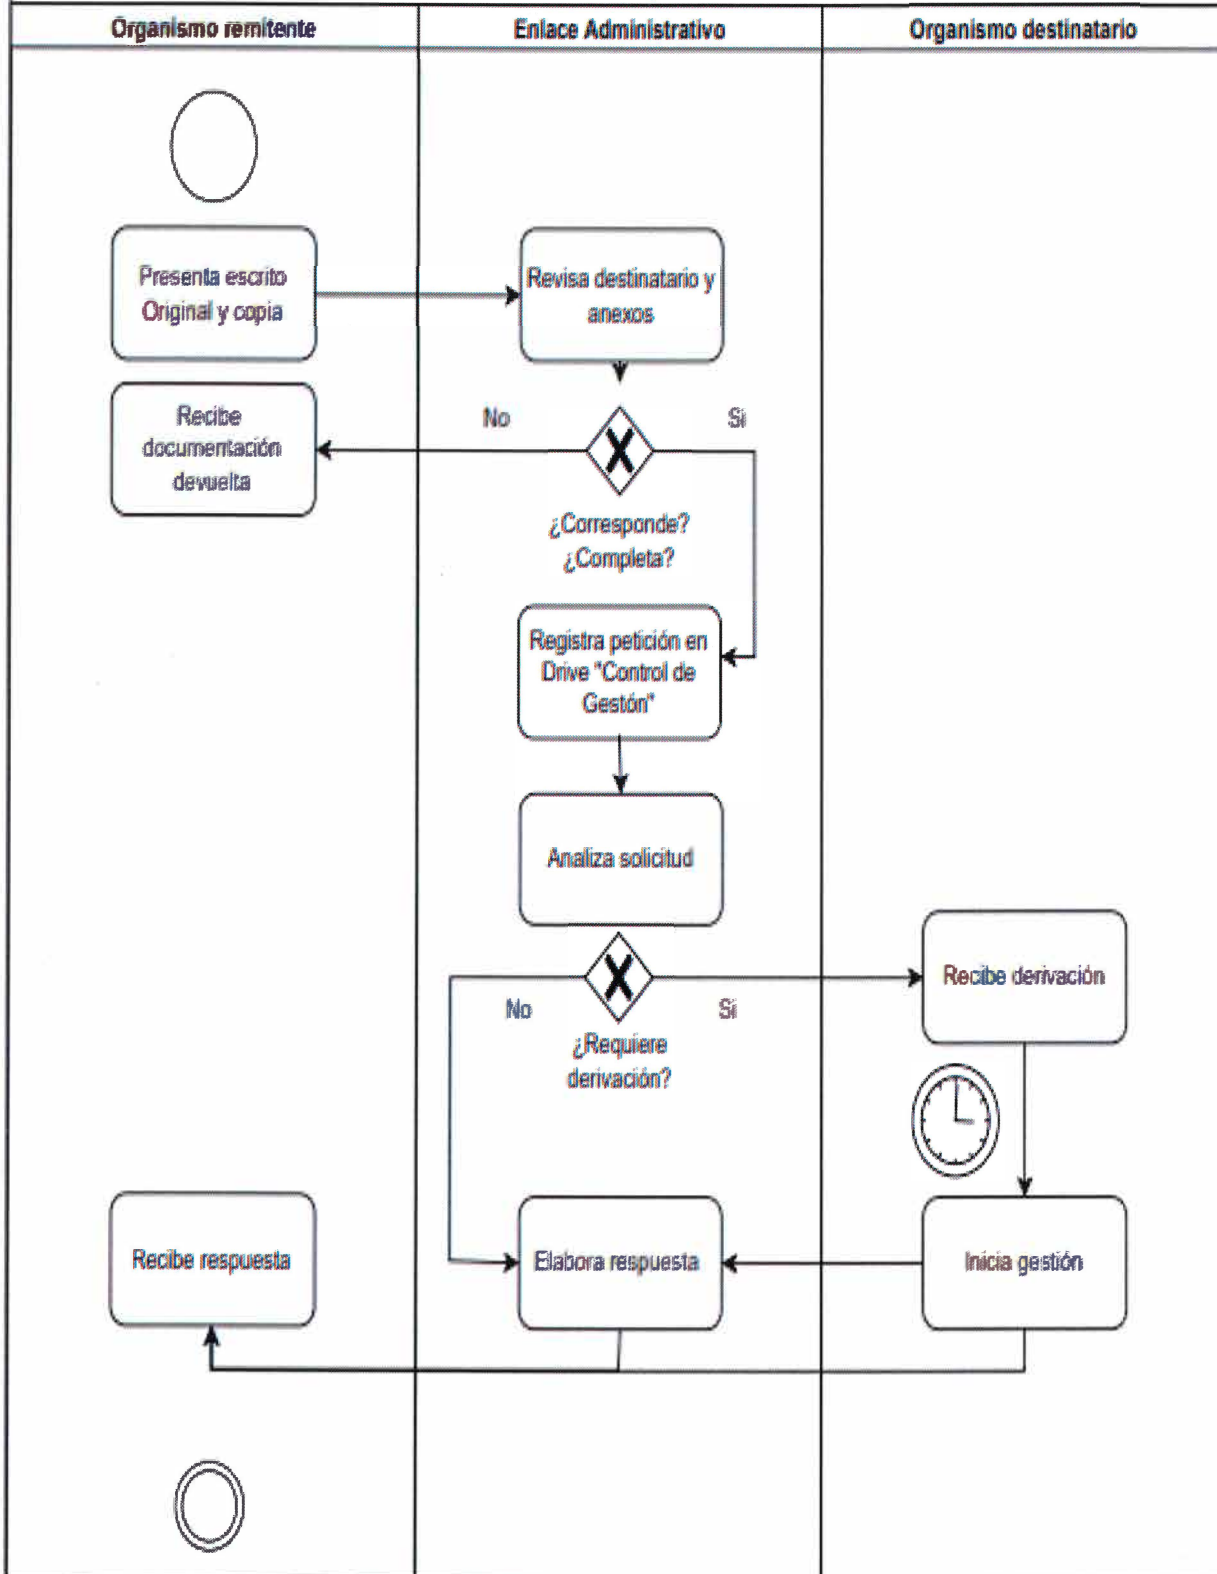 Organismo remitente
Enlace Administrativo
Organismo destinatario
Presenta escrito
Original y copia
Revisa destinatario y
anexos
Recibe
documentación
devuelta
No
Si
¿Corresponde?
¿Completa?
Registra petición en
Drive "Control de
Gestión"
Analiza solicitud
No
Si
¿Requiere
derivación?
Recibe derivación
Recibe respuesta
Elabora respuesta
Inicia gestión